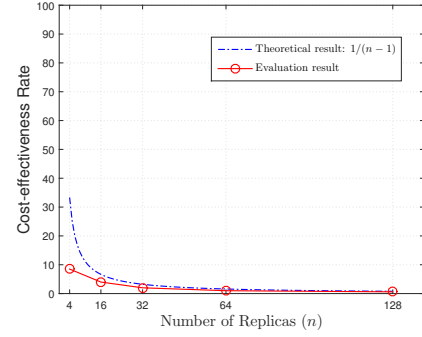 100
90
80
70
60
50
40
30
20
10
0
Cost-effectiveness Rate
Theoretical result: 1/(n − 1)
Evaluation result
4 16 32 64 128
Number of Replicas (n)